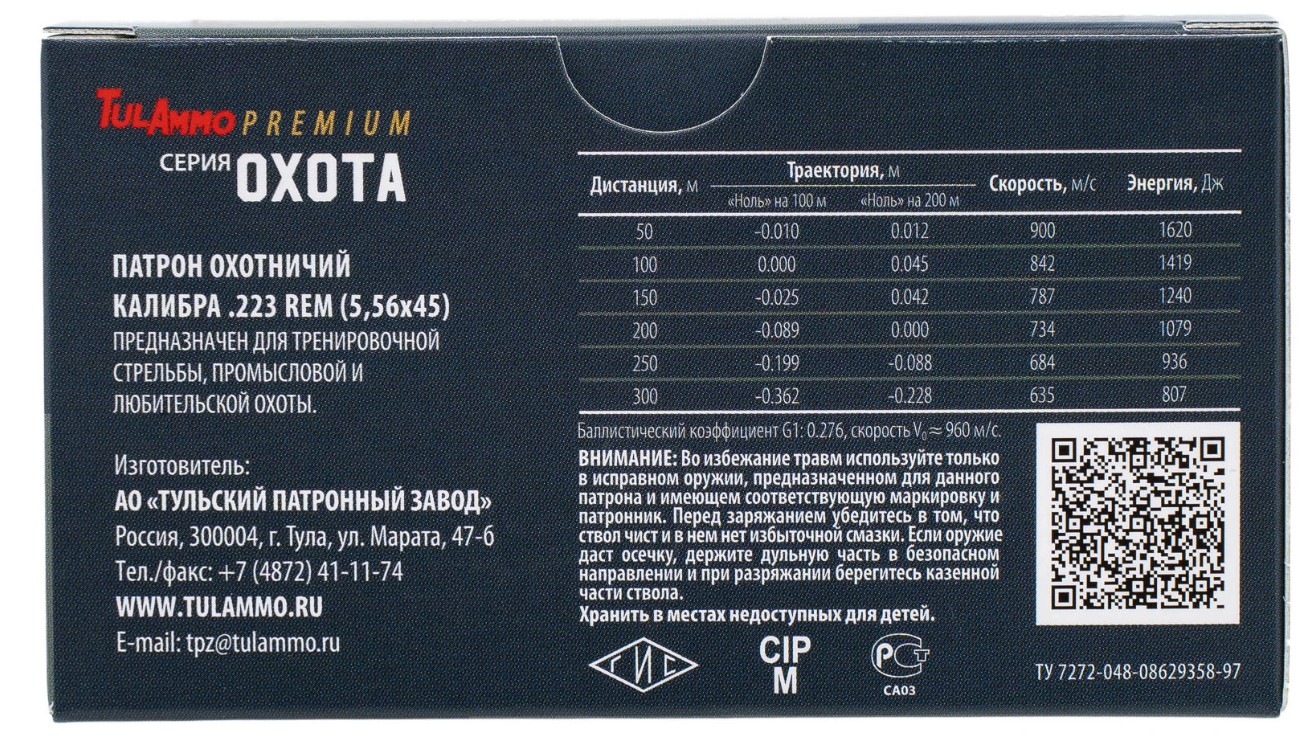 TULAMMO PREMIUM
СЕРИЯ ОХОТА
ПАТРОН ОХОТНИЧИЙ
КАЛИБРА .223 REM (5,56x45)
ПРЕДНАЗНАЧЕН ДЛЯ ТРЕНИРОВОЧНОЙ
СТРЕЛЬБЫ, ПРОМЫСЛОВОЙ И
ЛЮБИТЕЛЬСКОЙ ОХОТЫ.
Изготовитель:
АО «ТУЛЬСКИЙ ПАТРОННЫЙ ЗАВОД»
Россия, 300004, г. Тула, ул. Марата, 47-б
Тел./факс: +7 (4872) 41-11-74
WWW.TULAMMO.RU
E-mail: tpz@tulammo.ru
Дистанция, м Траектория, м Скорость, м/с Энергия, Дж
«Ноль» на 100 м «Ноль» на 200 м
50 -0.010 0.012 900 1620
100 0.000 0.045 842 1419
150 -0.025 0.042 787 1240
200 -0.089 0.000 734 1079
250 -0.199 -0.088 684 936
300 -0.362 -0.228 635 807
Баллистический коэффициент G1: 0.276, скорость V₀ ≈ 960 м/с.
ВНИМАНИЕ: Во избежание травм используйте только
в исправном оружии, предназначенном для данного
патрона и имеющем соответствующую маркировку и
патронник. Перед заряжанием убедитесь в том, что
ствол чист и в нем нет избыточной смазки. Если оружие
даст осечку, держите дульную часть в безопасном
направлении и при разряжании берегитесь казенной
части ствола.
Хранить в местах недоступных для детей.
ГИС
CIP
M
РСТ
СА03
ТУ 7272-048-08629358-97